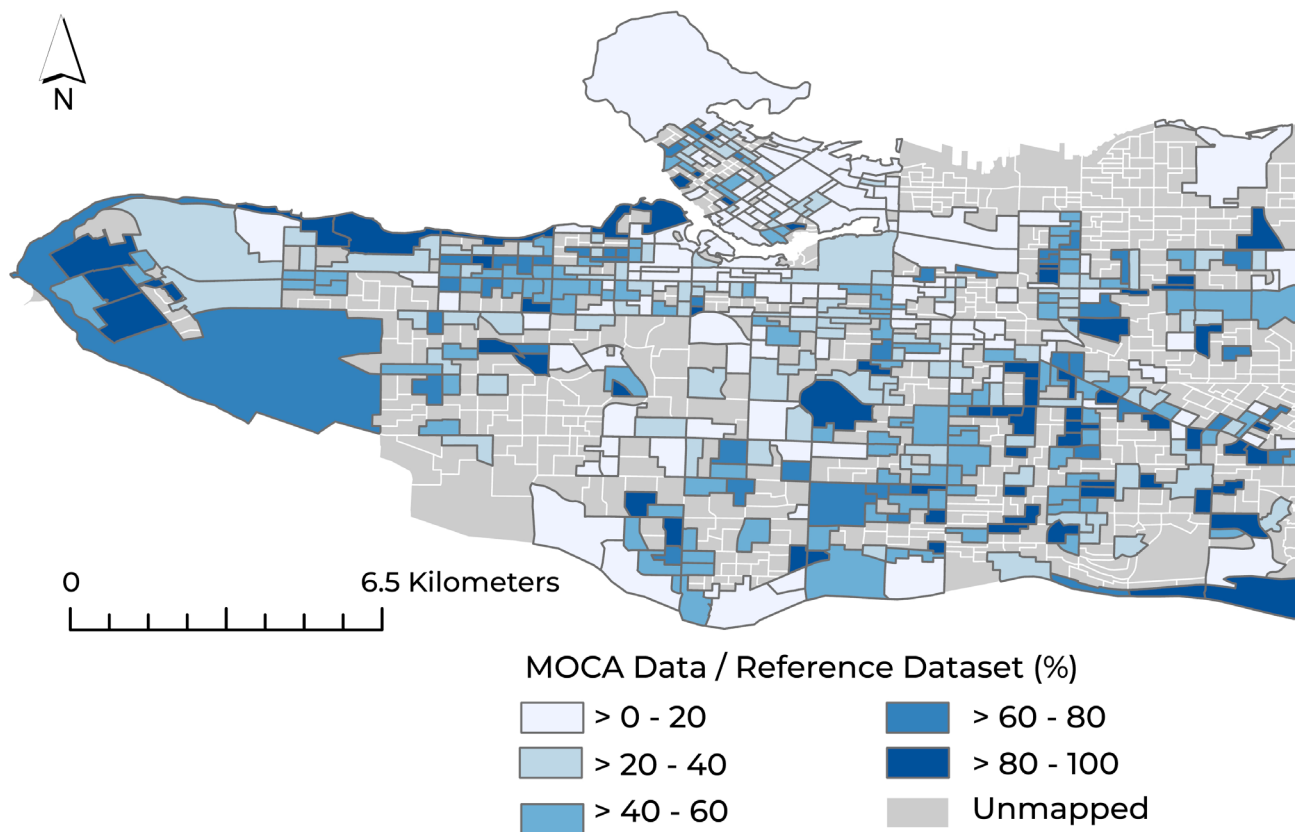 N
0 6.5 Kilometers
MOCA Data / Reference Dataset (%)
> 0 - 20
> 60 - 80
> 20 - 40
> 80 - 100
> 40 - 60
Unmapped